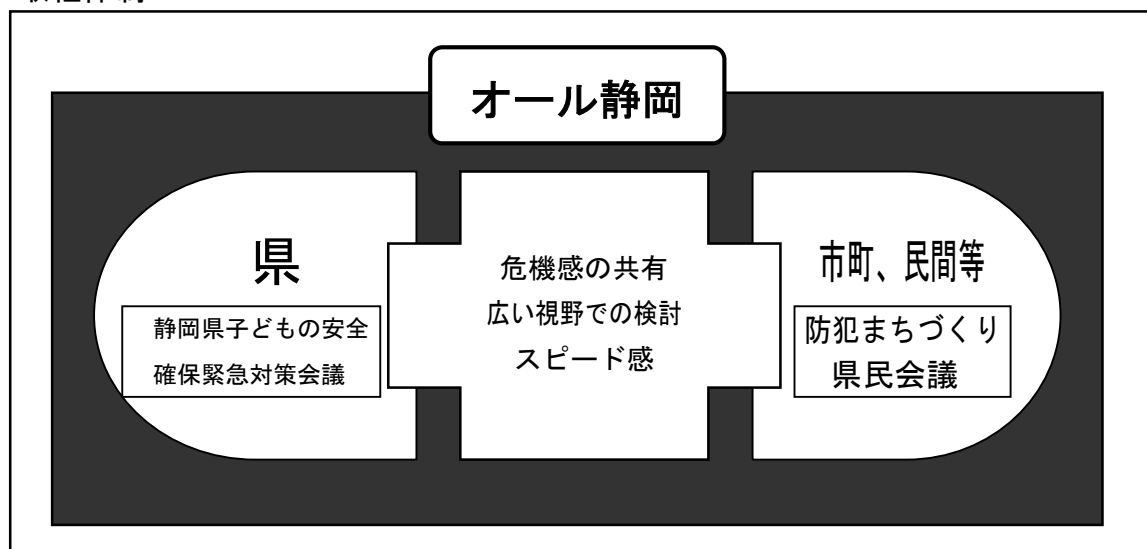 オール静岡
県
静岡県子どもの安全
確保緊急対策会議
危機感の共有
広い視野での検討
スピード感
市町、民間等
防犯まちづくり
県民会議